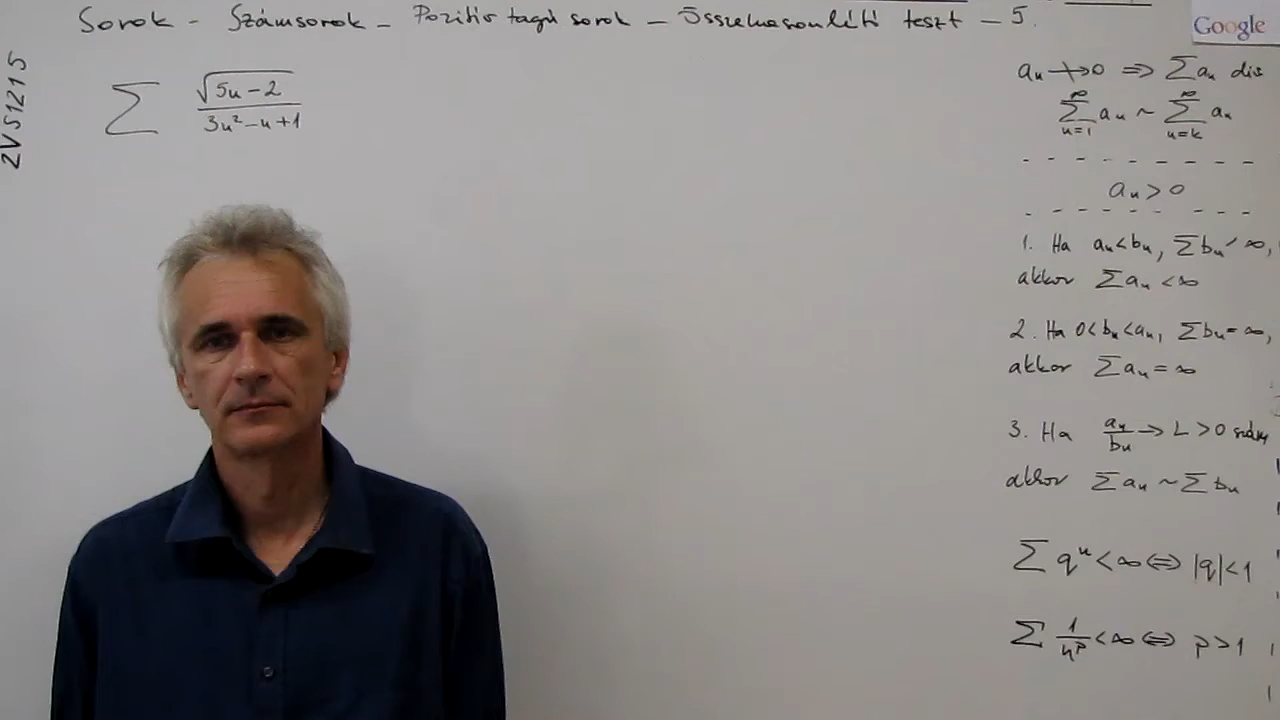 Sorok - Számsorok - Pozitív tagú sorok - Összehasonlító teszt - 5.
Google
2VS1215
∑ √(5n-2) / (3n²-n+1)
aₙ ↛ 0 ⇒ ∑aₙ div
∞ ∑ n=1 aₙ ~ ∞ ∑ n=k aₙ
aₙ > 0
1. Ha aₙ<bₙ, ∑bₙ<∞,
akkor ∑aₙ<∞
2. Ha 0<bₙ<aₙ, ∑bₙ=∞,
akkor ∑aₙ=∞
3. Ha aₙ/bₙ → L>0 szám
akkor ∑aₙ ~ ∑bₙ
∑qⁿ<∞ ⇔ |q|<1
∑ 1/nᵖ <∞ ⇔ p>1